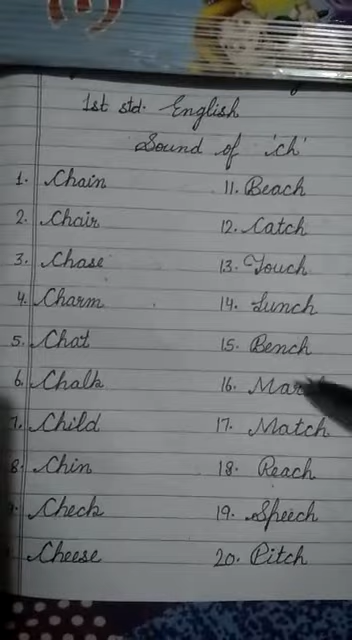 1st std. English
Sound of 'ch'
1. Chain
2. Chair
3. Chase
4. Charm
5. Chat
6. Chalk
7. Child
8. Chin
Check
Cheese
11. Beach
12. Catch
13. Touch
14. Lunch
15. Bench
16.
17. Match
18. Reach
19. Speech
20. Pitch